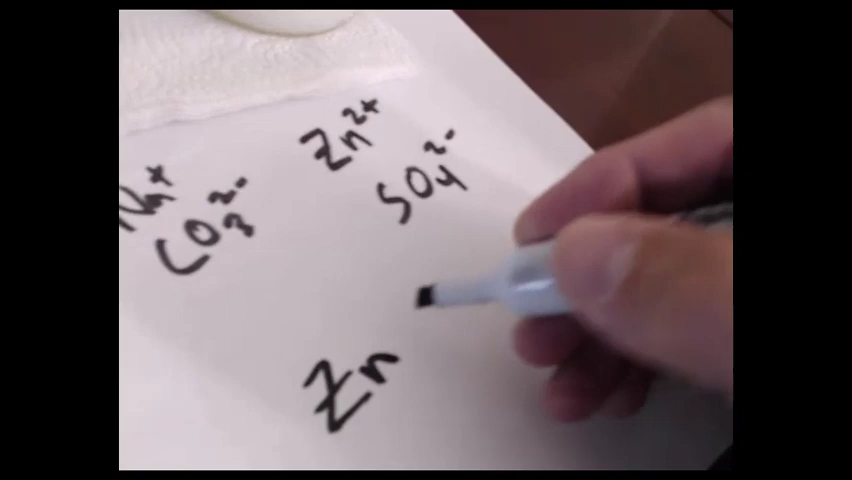 Na⁺
CO₃²⁻
Zn²⁺
SO₄²⁻
Zn